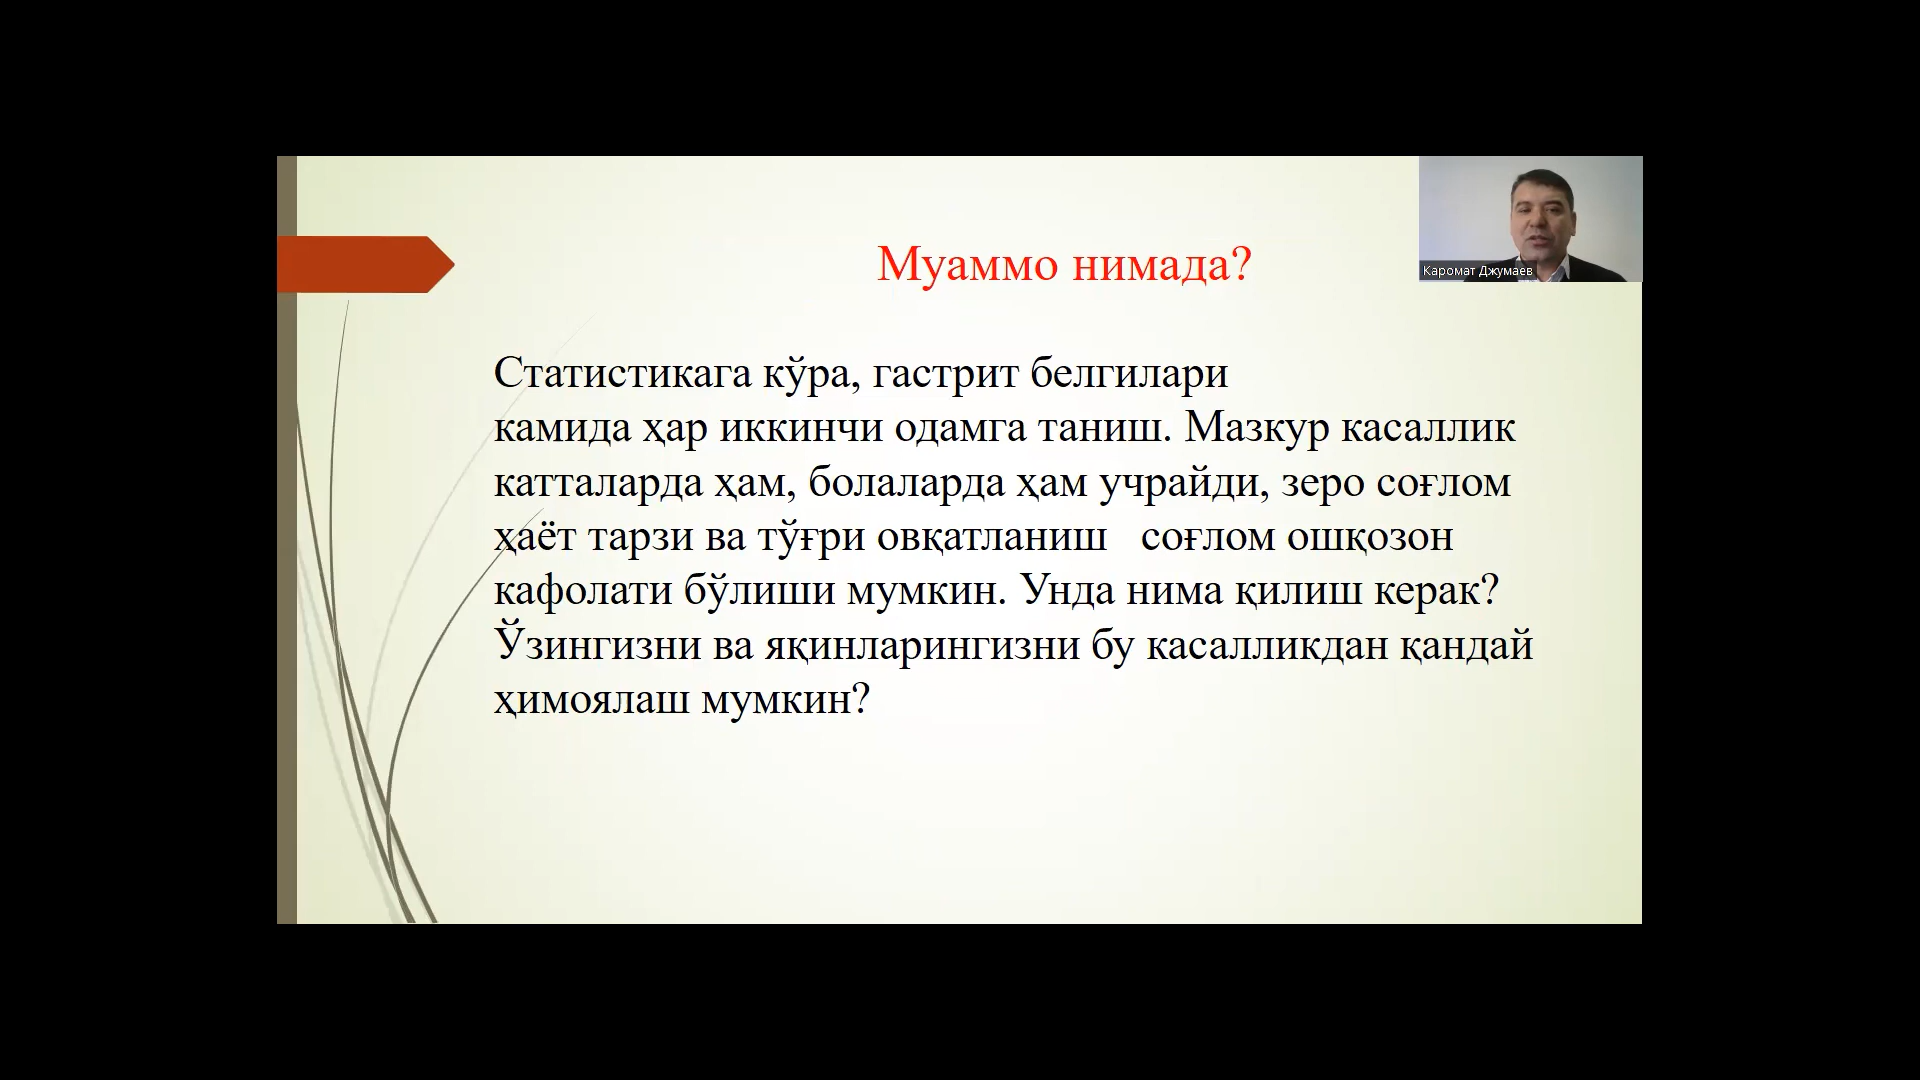 Муаммо нимада?
Каромат Джумаев
Статистикага кўра, гастрит белгилари
камида ҳар иккинчи одамга таниш. Мазкур касаллик
катталарда ҳам, болаларда ҳам учрайди, зеро соғлом
ҳаёт тарзи ва тўғри овқатланиш соғлом ошқозон
кафолати бўлиши мумкин. Унда нима қилиш керак?
Ўзингизни ва яқинларингизни бу касалликдан қандай
ҳимоялаш мумкин?